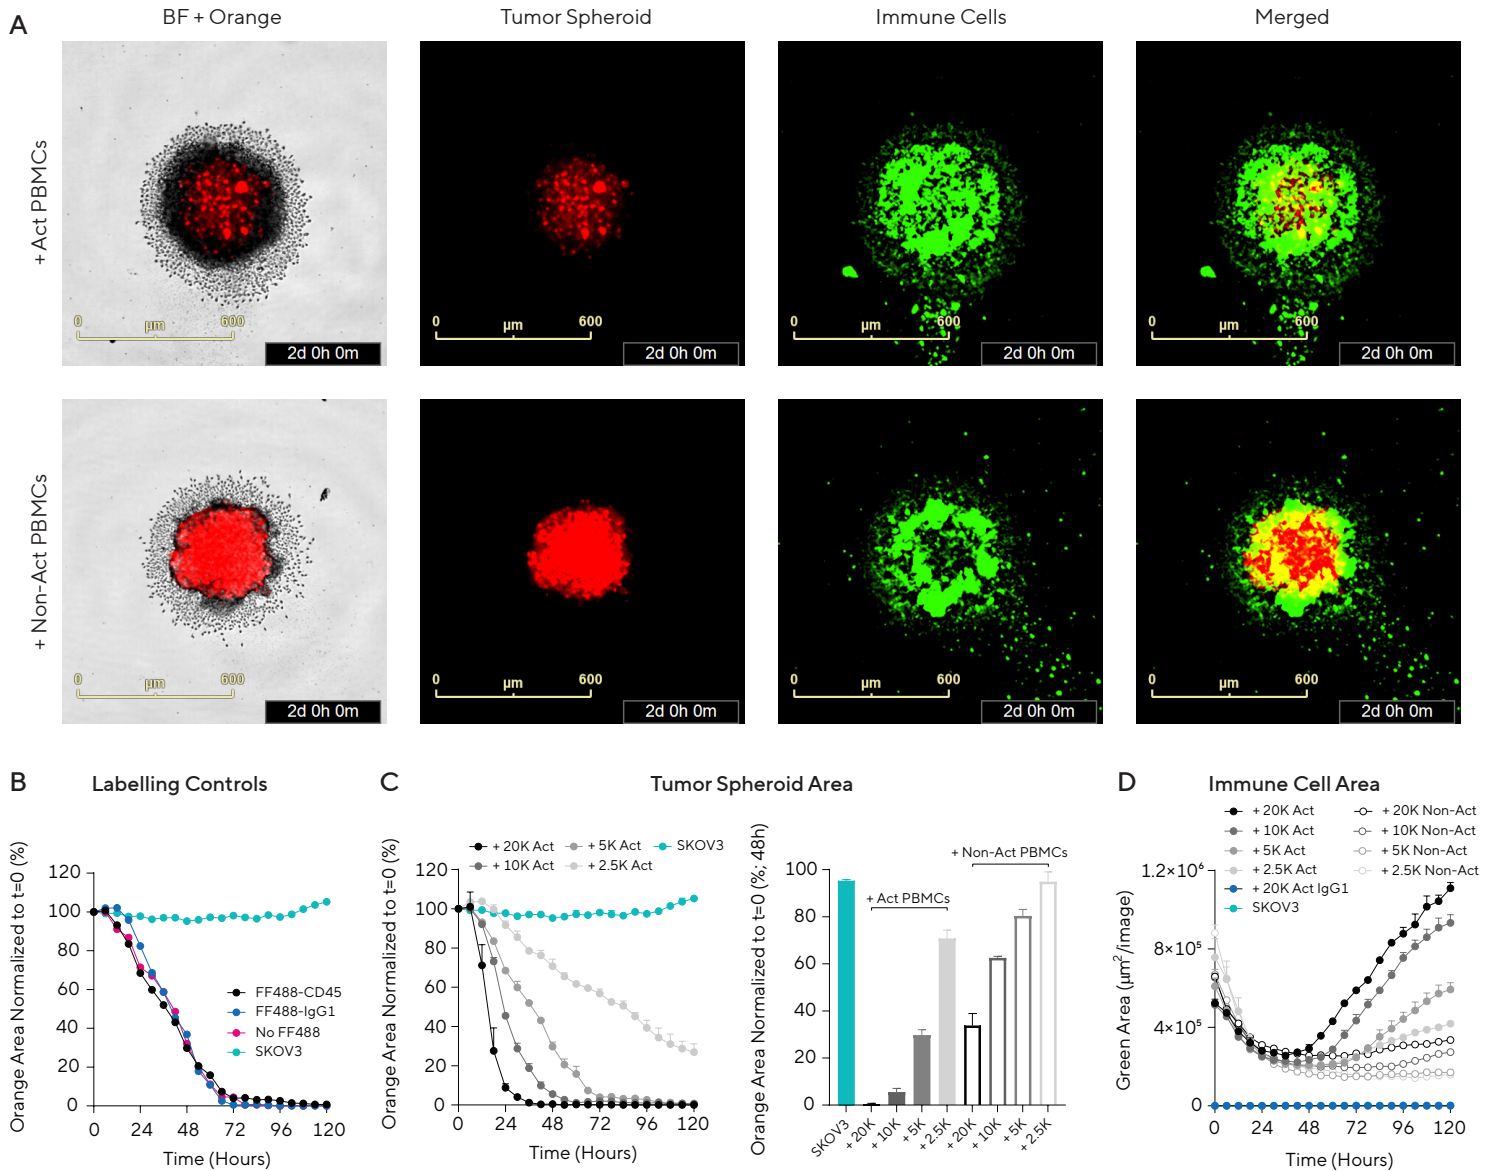 A
BF + Orange
Tumor Spheroid
Immune Cells
Merged
+ Act PBMCs
0 µm 600
2d 0h 0m
0 µm 600
2d 0h 0m
0 µm 600
2d 0h 0m
0 µm 600
2d 0h 0m
+ Non-Act PBMCs
0 µm 600
2d 0h 0m
0 µm 600
2d 0h 0m
0 µm 600
2d 0h 0m
0 µm 600
2d 0h 0m
B
Labelling Controls
Orange Area Normalized to t=0 (%)
120
100
80
60
40
20
0
FF488-CD45
FF488-IgG1
No FF488
SKOV3
0 24 48 72 96 120
Time (Hours)
C
Tumor Spheroid Area
+ 20K Act
+ 5K Act
SKOV3
+ 10K Act
+ 2.5K Act
Orange Area Normalized to t=0 (%)
120
100
80
60
40
20
0
0 24 48 72 96 120
Time (Hours)
Orange Area Normalized to t=0 (%; 48h)
100
80
60
40
20
0
+ Act PBMCs
+ Non-Act PBMCs
SKOV3
+ 20K
+ 10K
+ 5K
+ 2.5K
+ 20K
+ 10K
+ 5K
+ 2.5K
D
Immune Cell Area
+ 20K Act
+ 20K Non-Act
+ 10K Act
+ 10K Non-Act
+ 5K Act
+ 5K Non-Act
+ 2.5K Act
+ 2.5K Non-Act
+ 20K Act IgG1
SKOV3
Green Area (µm²/image)
1.2×10⁶
8×10⁵
4×10⁵
0
0 24 48 72 96 120
Time (Hours)